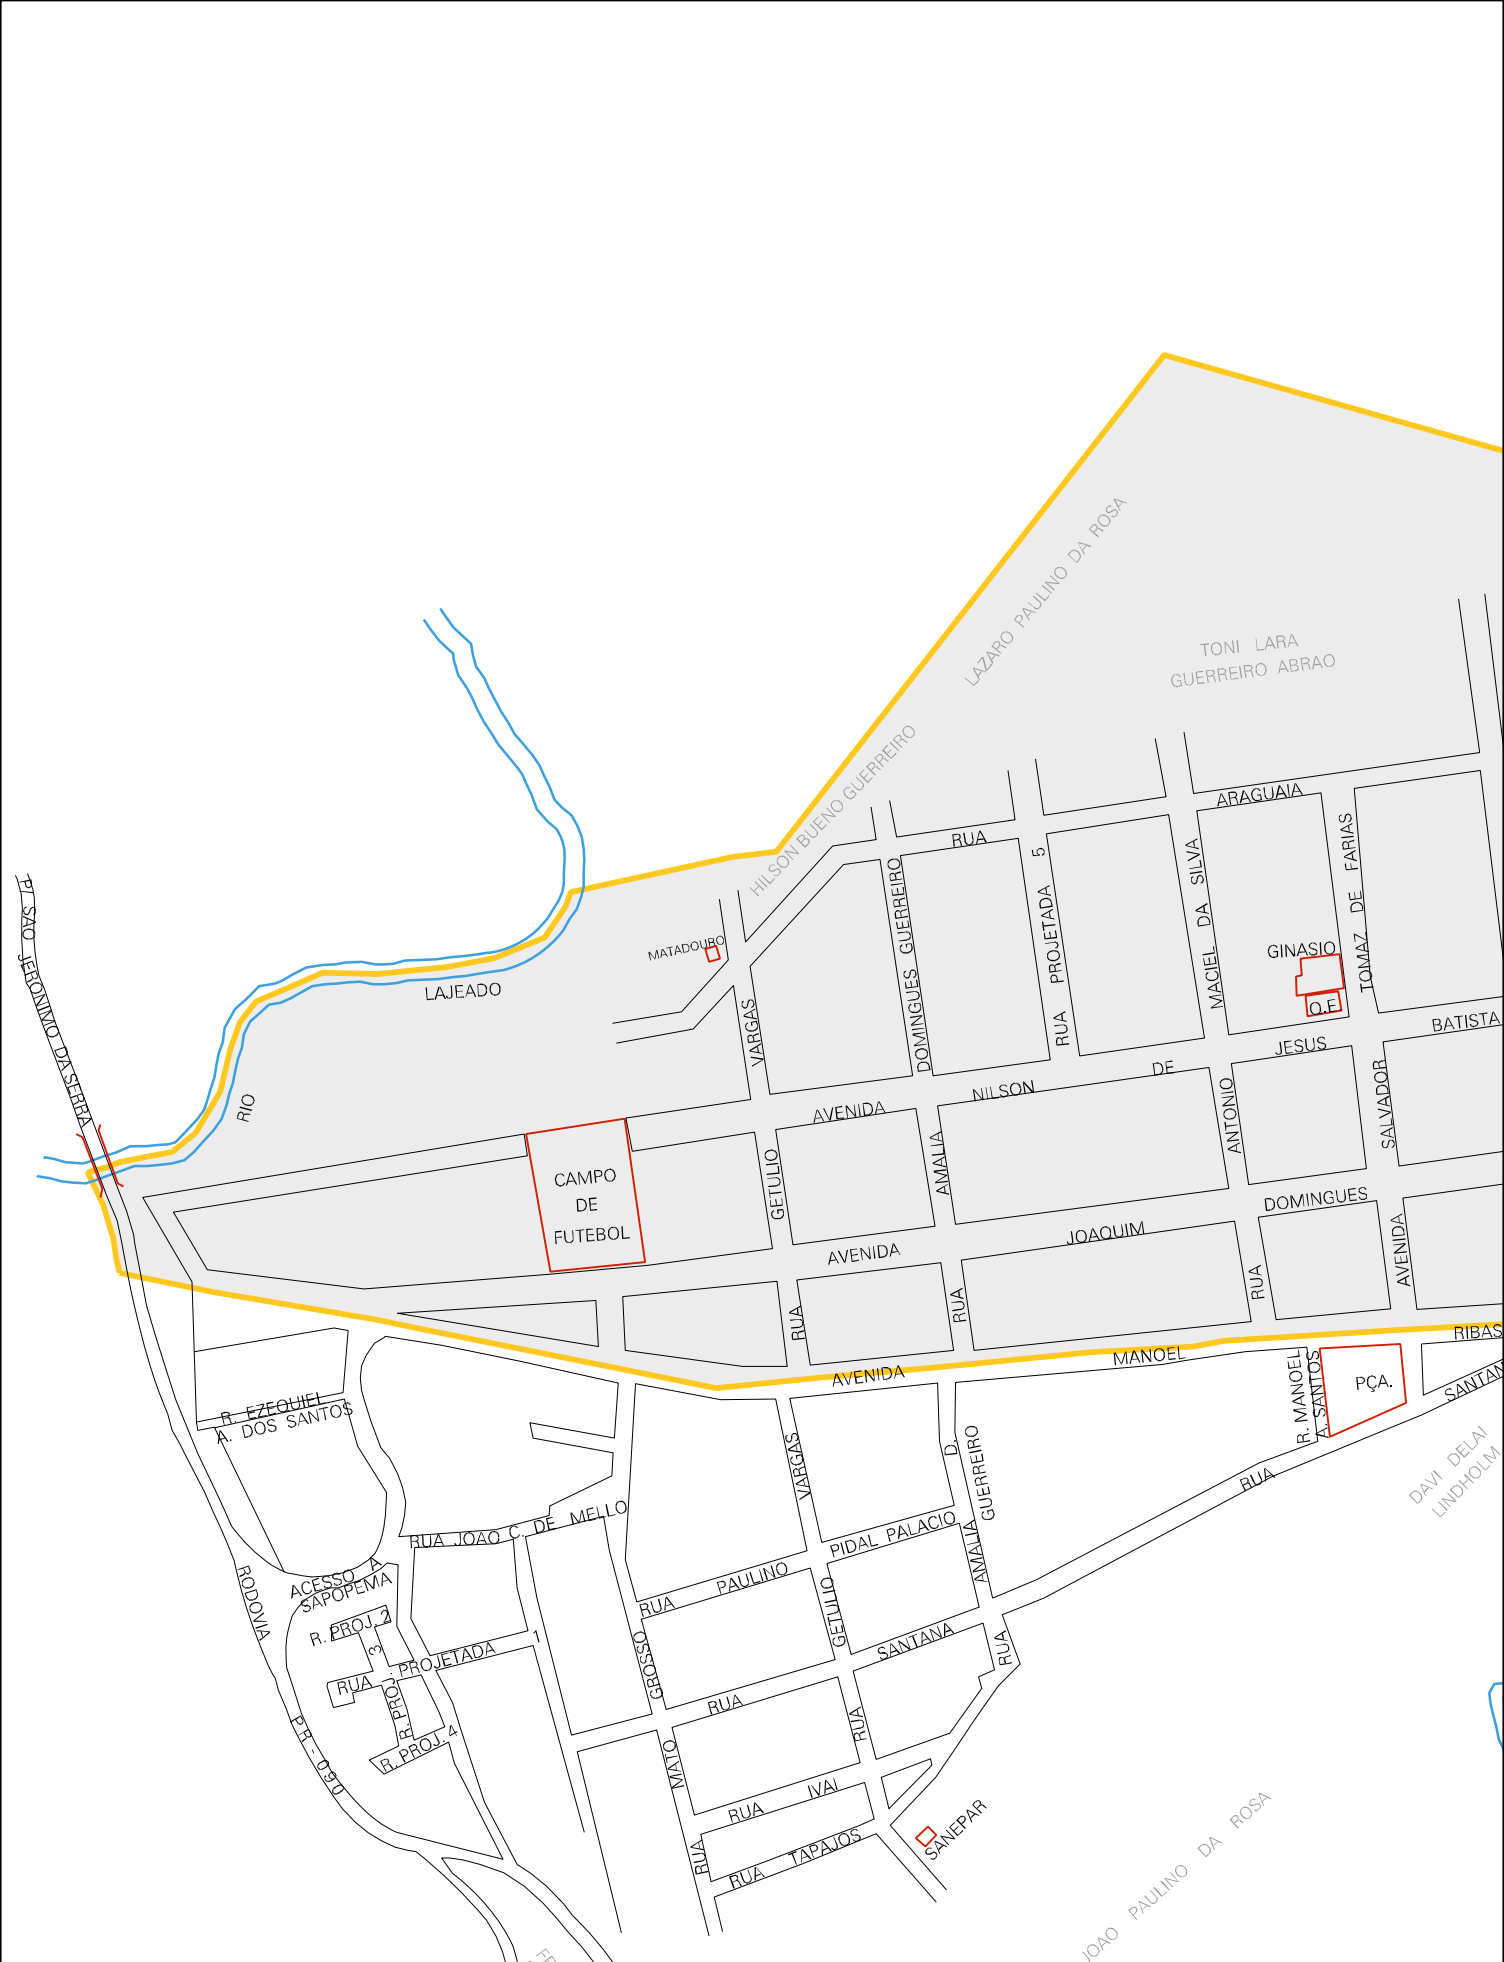 LAZARO PAULINO DA ROSA
TONI LARA
GUERREIRO ABRAO
HILSON BUENO GUERREIRO
RUA
ARAGUAIA
MATADOURO
LAJEADO
RIO
P/ SAO JERONIMO DA SERRA
VARGAS
DOMINGUES GUERREIRO
RUA PROJETADA 5
MACIEL DA SILVA
TOMAZ DE FARIAS
GINASIO
Q.E.
BATISTA
JESUS
DE
NILSON
AVENIDA
CAMPO
DE
FUTEBOL
GETULIO
AMALIA
ANTONIO
SALVADOR
DOMINGUES
JOAQUIM
AVENIDA
RUA
RUA
RUA
AVENIDA
RIBAS
MANOEL
AVENIDA
R. MANOEL
A. SANTOS
PÇA.
SANTAN
R. EZEQUIEL
A. DOS SANTOS
VARGAS
D.
GUERREIRO
AMALIA
RUA
DAVI DELAI
LINDHOLM
RUA JOAO C. DE MELLO
PIDAL PALACIO
PAULINO
RUA
ACESSO A
SAPOPEMA
RODOVIA
R. PROJ. 2
3
R. PROJ.
RUA PROJETADA 1
R. PROJ. 4
GROSSO
GETULIO
SANTANA
RUA
RUA
RUA
PR-090
MATO
RUA IVAI
RUA
RUA TAPAJOS
SANEPAR
JOAO PAULINO DA ROSA